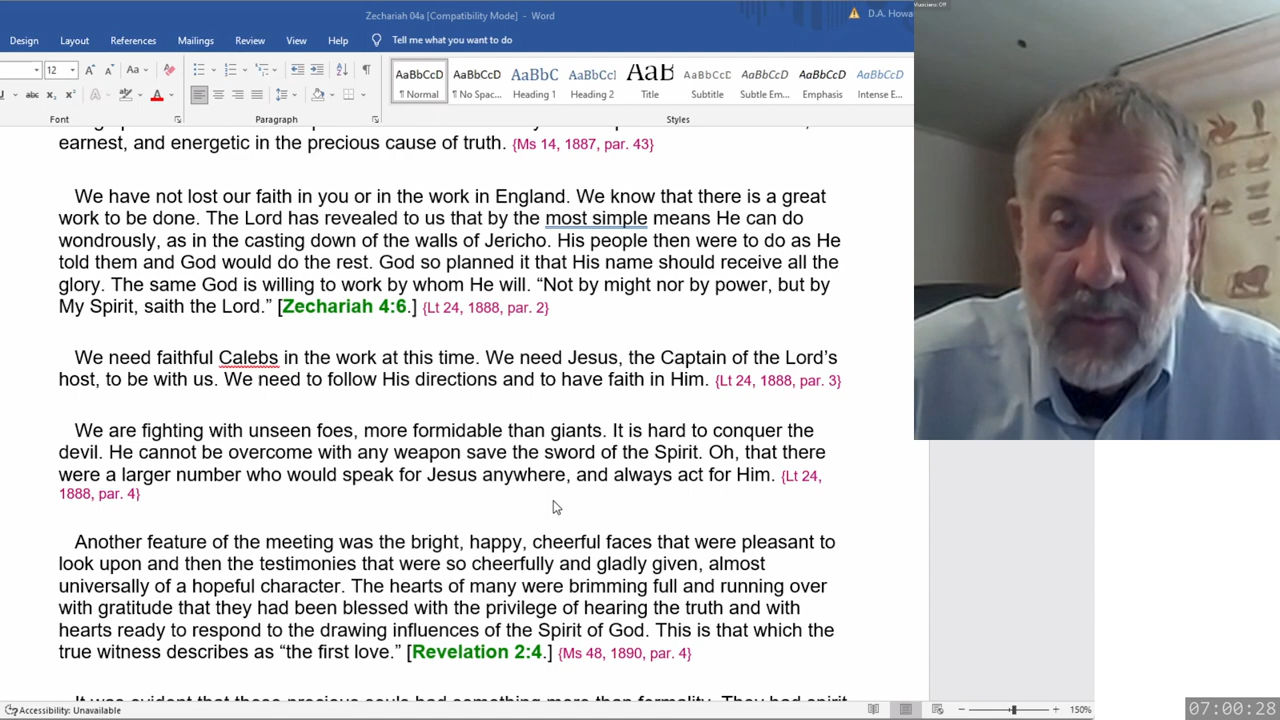 Zechariah 04a [Compatibility Mode] - Word
D.A. Howa
Musicians: Off
Design Layout References Mailings Review View Help Tell me what you want to do
12
AaBbCcD AaBbCcD AaBbC AaBbCc AaB AaBbCcD AaBbCcD AaBbCcD AaBbCcD
¶ Normal ¶ No Spac... Heading 1 Heading 2 Title Subtitle Subtle Em... Emphasis Intense E...
Font Paragraph Styles
earnest, and energetic in the precious cause of truth. {Ms 14, 1887, par. 43}
We have not lost our faith in you or in the work in England. We know that there is a great
work to be done. The Lord has revealed to us that by the most simple means He can do
wondrously, as in the casting down of the walls of Jericho. His people then were to do as He
told them and God would do the rest. God so planned it that His name should receive all the
glory. The same God is willing to work by whom He will. “Not by might nor by power, but by
My Spirit, saith the Lord.” [Zechariah 4:6.] {Lt 24, 1888, par. 2}
We need faithful Calebs in the work at this time. We need Jesus, the Captain of the Lord’s
host, to be with us. We need to follow His directions and to have faith in Him. {Lt 24, 1888, par. 3}
We are fighting with unseen foes, more formidable than giants. It is hard to conquer the
devil. He cannot be overcome with any weapon save the sword of the Spirit. Oh, that there
were a larger number who would speak for Jesus anywhere, and always act for Him. {Lt 24,
1888, par. 4}
Another feature of the meeting was the bright, happy, cheerful faces that were pleasant to
look upon and then the testimonies that were so cheerfully and gladly given, almost
universally of a hopeful character. The hearts of many were brimming full and running over
with gratitude that they had been blessed with the privilege of hearing the truth and with
hearts ready to respond to the drawing influences of the Spirit of God. This is that which the
true witness describes as “the first love.” [Revelation 2:4.] {Ms 48, 1890, par. 4}
It was evident that these precious souls had something more than formality. They had spirit
Accessibility: Unavailable
150%
07:00:28